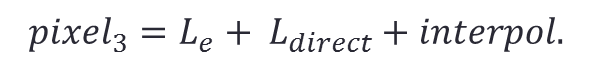 pixel₃ = Lₑ + L_direct + interpol.